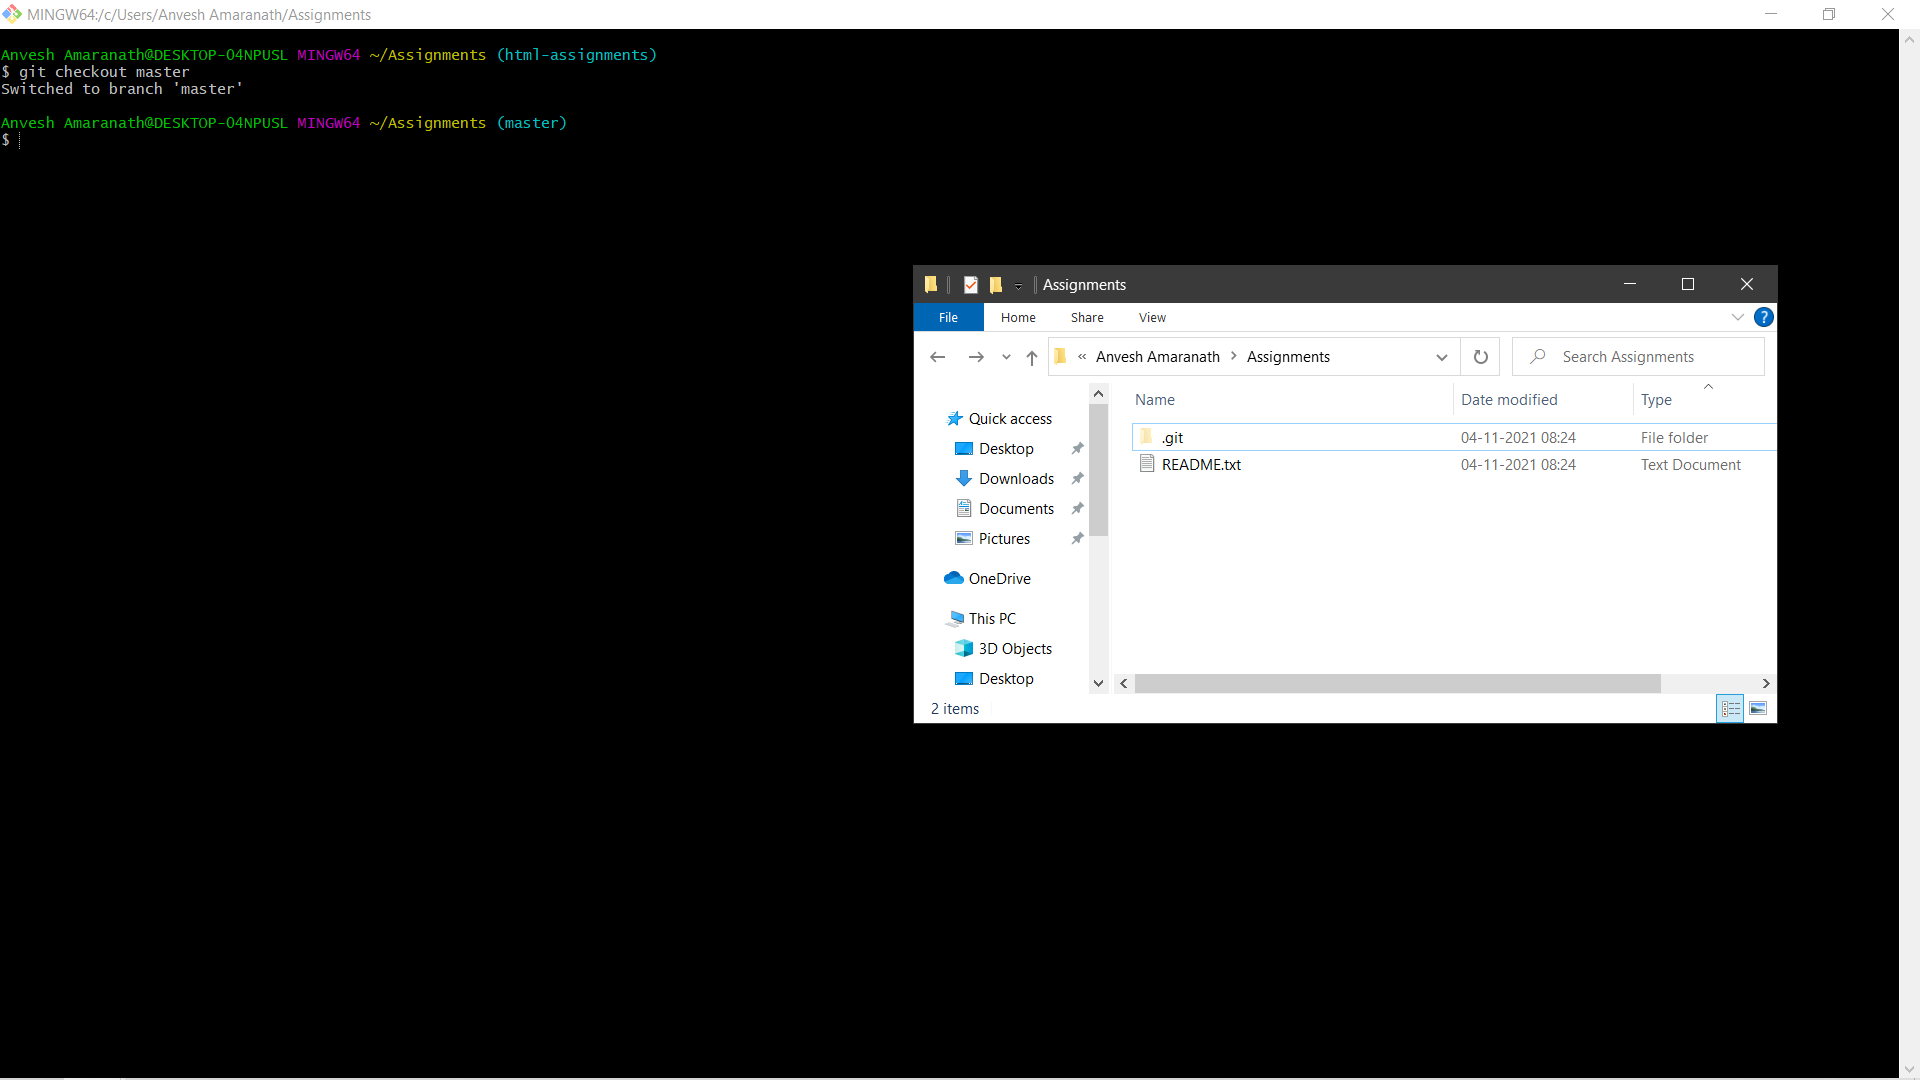 MINGW64:/c/Users/Anvesh Amaranath/Assignments
Anvesh Amaranath@DESKTOP-O4NPUSL MINGW64 ~/Assignments (html-assignments)
$ git checkout master
Switched to branch 'master'
Anvesh Amaranath@DESKTOP-O4NPUSL MINGW64 ~/Assignments (master)
$
Assignments
File Home Share View ?
« Anvesh Amaranath > Assignments Search Assignments
Name Date modified Type
Quick access
Desktop
Downloads
Documents
Pictures
OneDrive
This PC
3D Objects
Desktop
.git 04-11-2021 08:24 File folder
README.txt 04-11-2021 08:24 Text Document
2 items